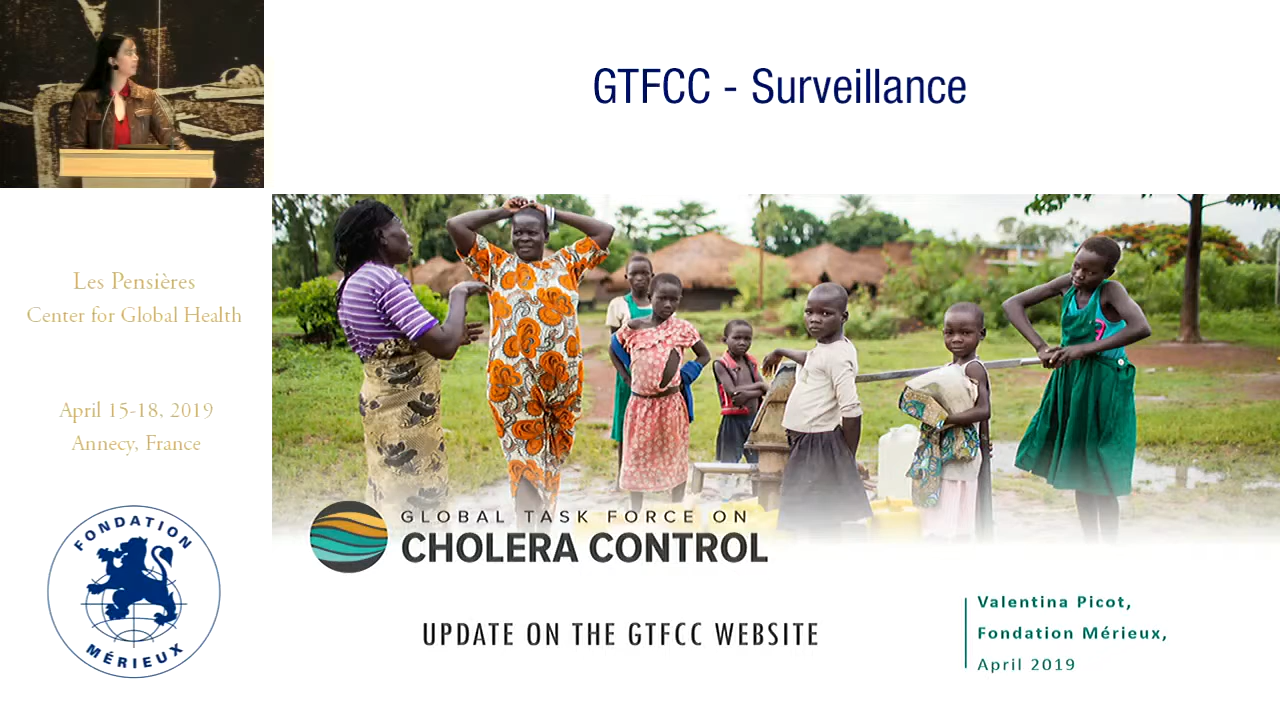 GTFCC - Surveillance
Les Pensières
Center for Global Health
April 15-18, 2019
Annecy, France
FONDATION
MÉRIEUX
GLOBAL TASK FORCE ON
CHOLERA CONTROL
UPDATE ON THE GTFCC WEBSITE
Valentina Picot,
Fondation Mérieux,
April 2019